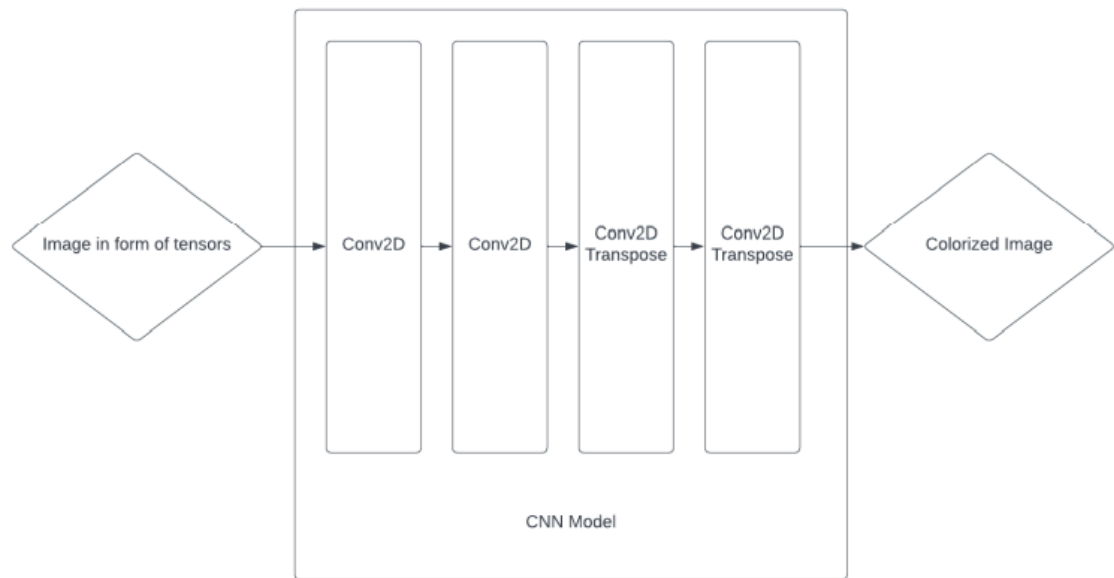 Image in form of tensors
Conv2D
Conv2D
Conv2D
Transpose
Conv2D
Transpose
Colorized Image
CNN Model